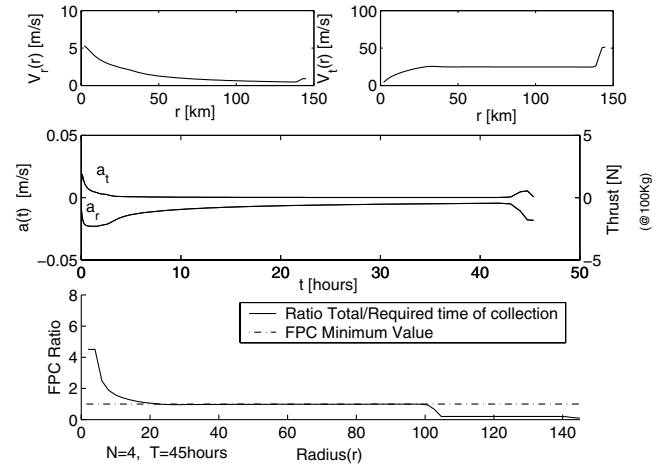 V_r(r) [m/s]
10
5
0
0 50 100 150
r [km]
V_t(r) [m/s]
100
50
0
0 50 100 150
r [km]
a(t) [m/s]
0.05
0
−0.05
a_t
a_r
0 10 20 30 40 50
t [hours]
5
0
−5
Thrust [N]
(@100Kg)
FPC Ratio
8
6
4
2
0
Ratio Total/Required time of collection
FPC Minimum Value
0 20 40 60 80 100 120 140
N=4, T=45hours
Radius(r)